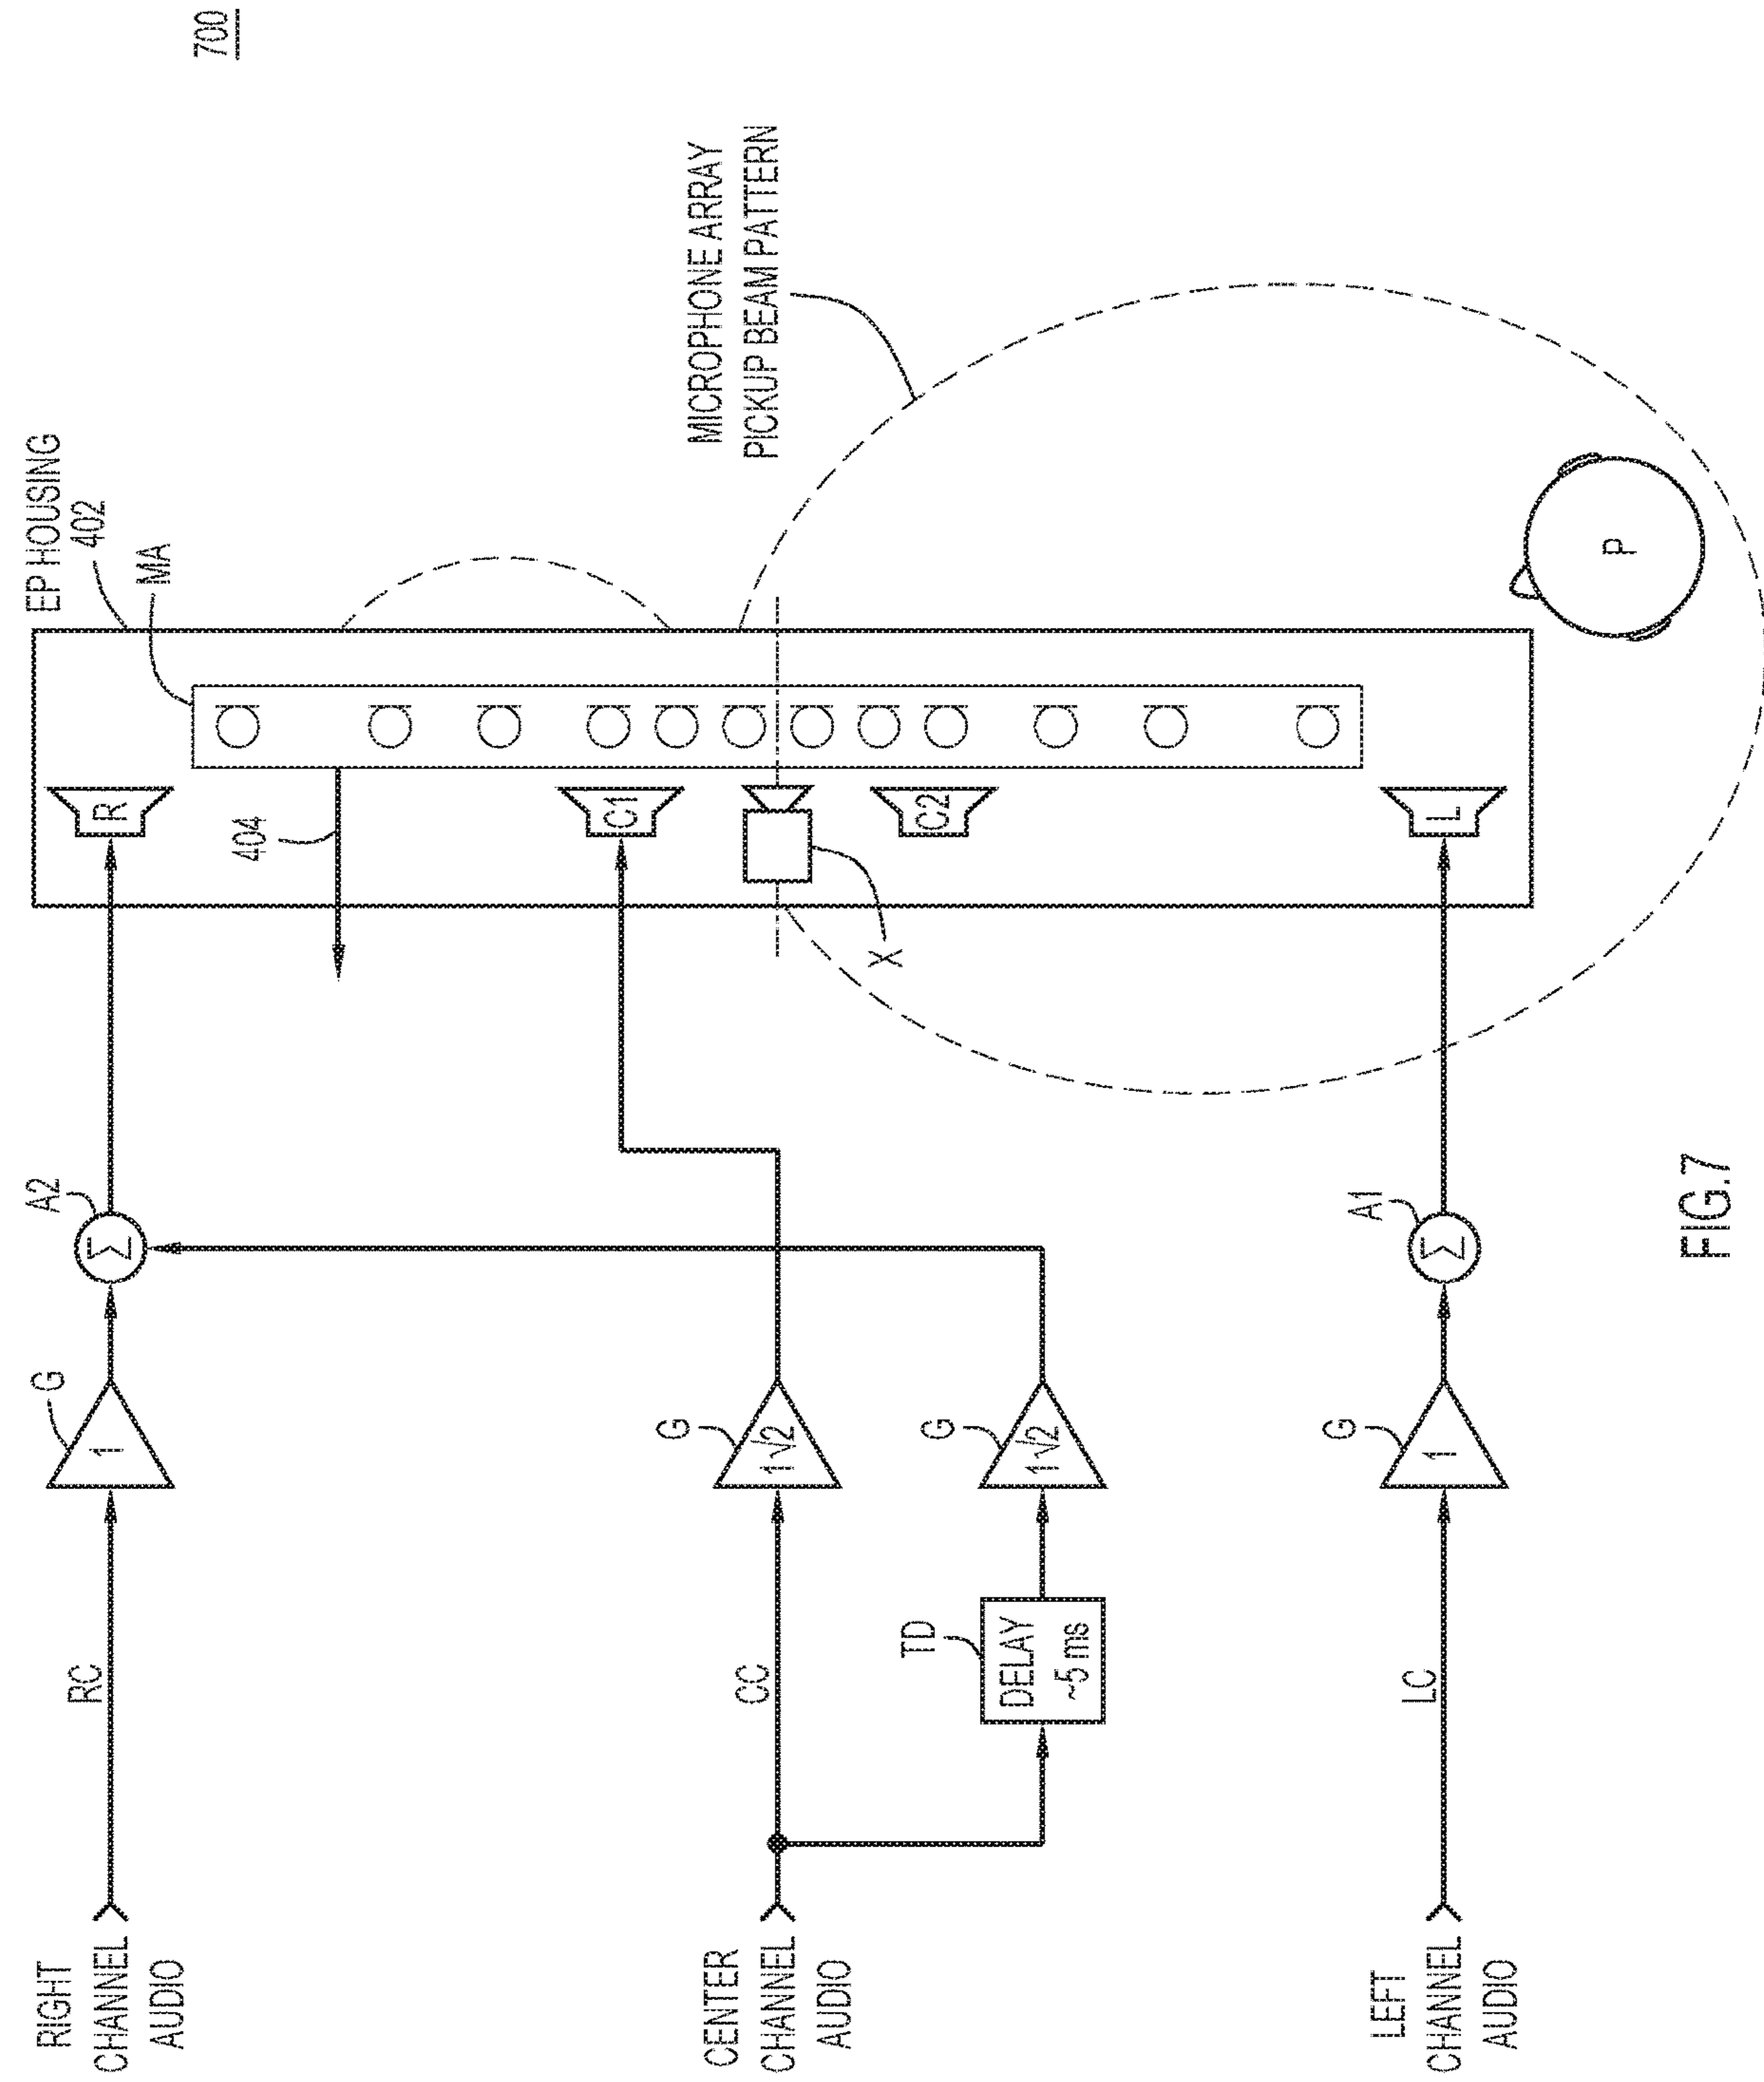 700
MICROPHONE ARRAY
PICKUP BEAM PATTERN
EP HOUSING
402
MA
P
R
404
C1
C2
L
X
A2
Σ
A1
Σ
G
1
G
1√2
G
1√2
G
1
TD
DELAY
~5 ms
RC
CC
LC
RIGHT
CHANNEL
AUDIO
CENTER
CHANNEL
AUDIO
LEFT
CHANNEL
AUDIO
FIG.7